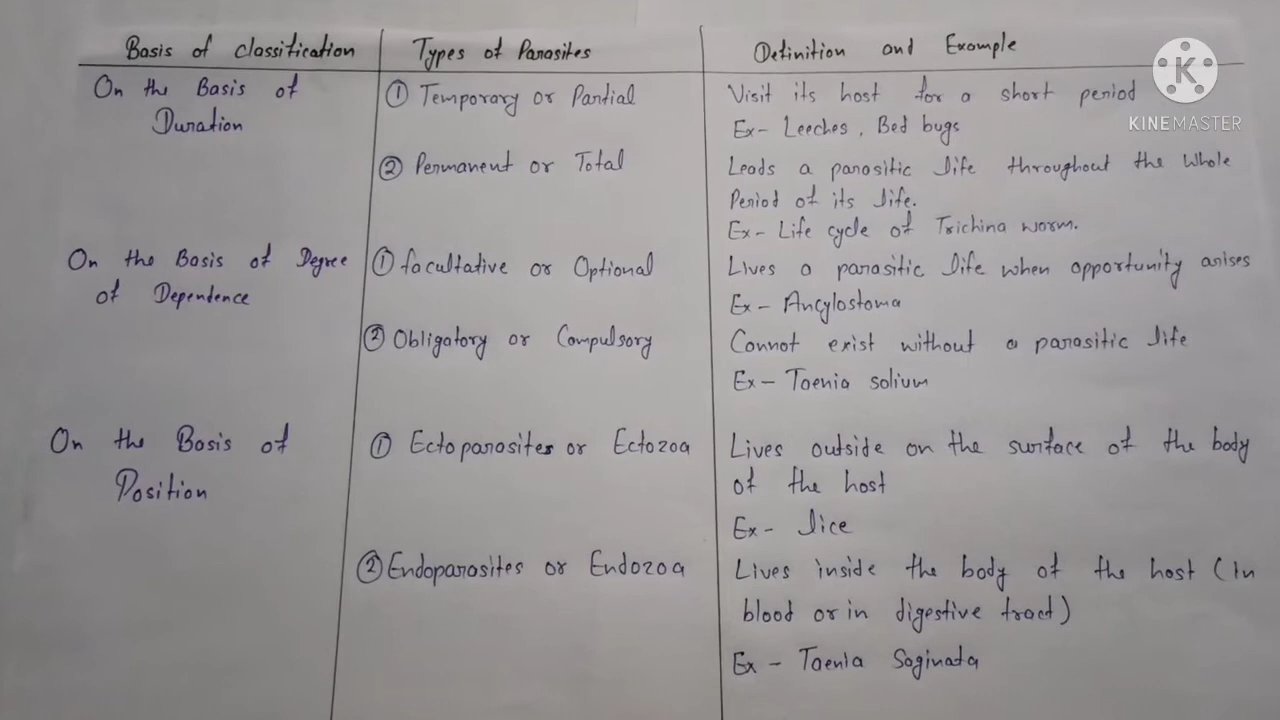 Basis of classification Types of Parasites Definition and Example
On the Basis of
Duration
① Temporary or Partial
Visit its host for a short period
Ex- Leeches, Bed bugs
② Permanent or Total
Leads a parasitic life throughout the whole
Period of its life.
Ex- Life cycle of Trichina worm.
On the Basis of Degree
of Dependence
① facultative or Optional
Lives a parasitic life when opportunity arises
Ex- Ancylostoma
② Obligatory or Compulsory
Cannot exist without a parasitic life
Ex- Taenia solium
On the Basis of
Position
① Ectoparasites or Ectozoa
Lives outside on the surface of the body
of the host
Ex- lice
② Endoparasites or Endozoa
Lives inside the body of the host (In
blood or in digestive tract)
Ex- Taenia Saginata
K
KINEMASTER